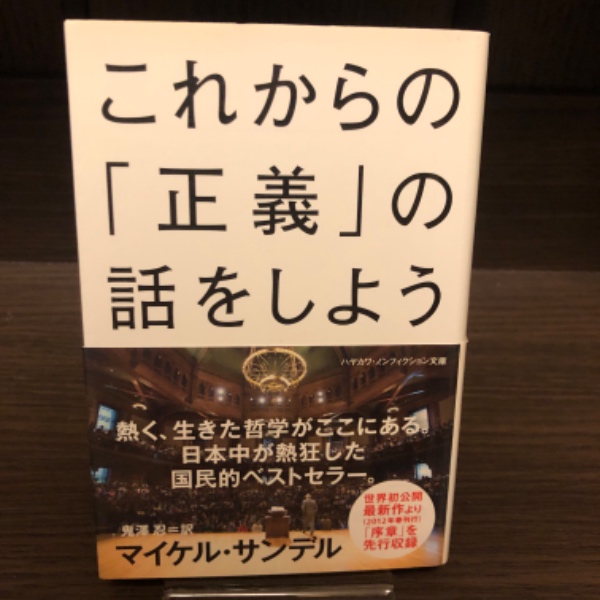 これからの
「正義」の
話をしよう
ハヤカワ・ノンフィクション文庫
熱く、生きた哲学がここにある。
日本中が熱狂した
国民的ベストセラー。
世界初公開
最新作より
(2012年春刊行)
「序章」を
先行収録
鬼澤 忍=訳
マイケル・サンデル